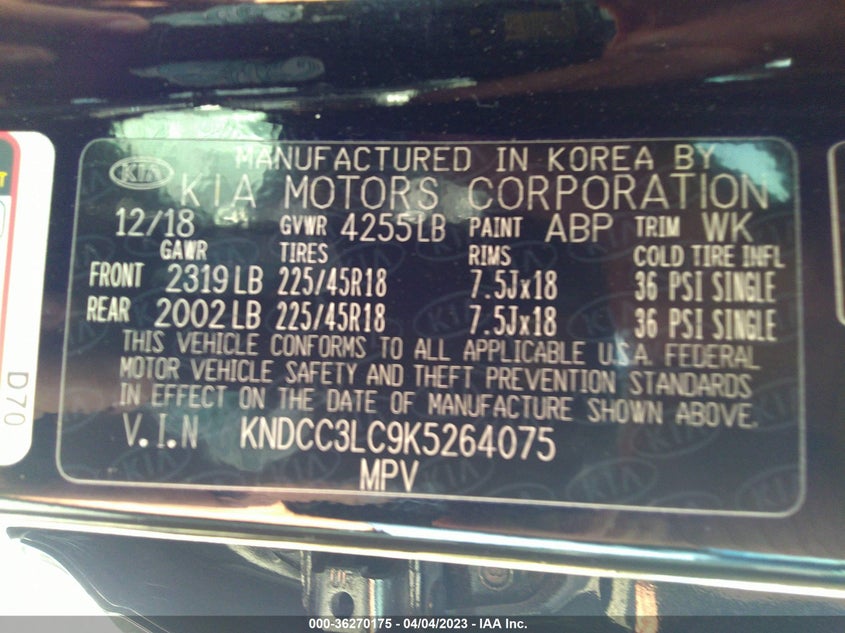 MANUFACTURED IN KOREA BY
KIA KIA MOTORS CORPORATION
12/18 GVWR 4255LB PAINT ABP TRIM WK
GAWR TIRES RIMS COLD TIRE INFL
FRONT 2319LB 225/45R18 7.5Jx18 36 PSI SINGLE
REAR 2002LB 225/45R18 7.5Jx18 36 PSI SINGLE
THIS VEHICLE CONFORMS TO ALL APPLICABLE U.S.A. FEDERAL
MOTOR VEHICLE SAFETY AND THEFT PREVENTION STANDARDS
IN EFFECT ON THE DATE OF MANUFACTURE SHOWN ABOVE.
V.I.N KNDCC3LC9K5264075
MPV
D70
000-36270175 - 04/04/2023 - IAA Inc.